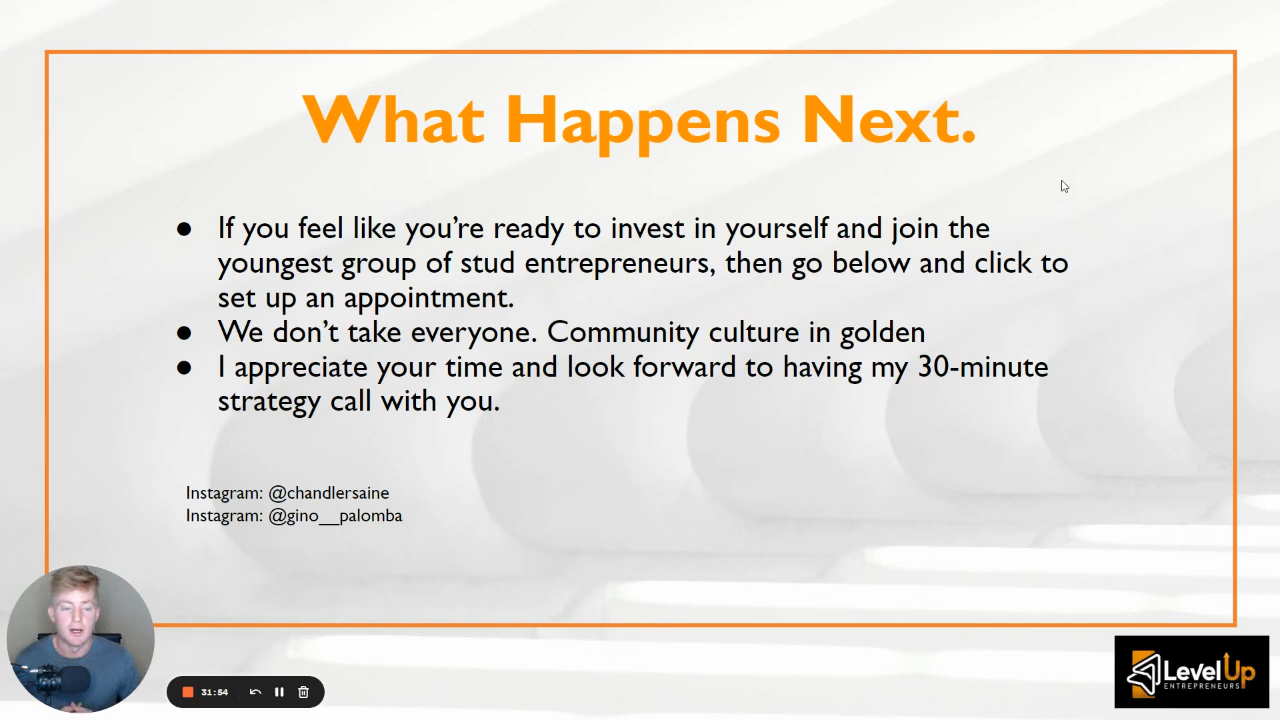 What Happens Next.
● If you feel like you’re ready to invest in yourself and join the
youngest group of stud entrepreneurs, then go below and click to
set up an appointment.
● We don’t take everyone. Community culture in golden
● I appreciate your time and look forward to having my 30-minute
strategy call with you.
Instagram: @chandlersaine
Instagram: @gino__palomba
31:54
LevelUp
ENTREPRENEURS